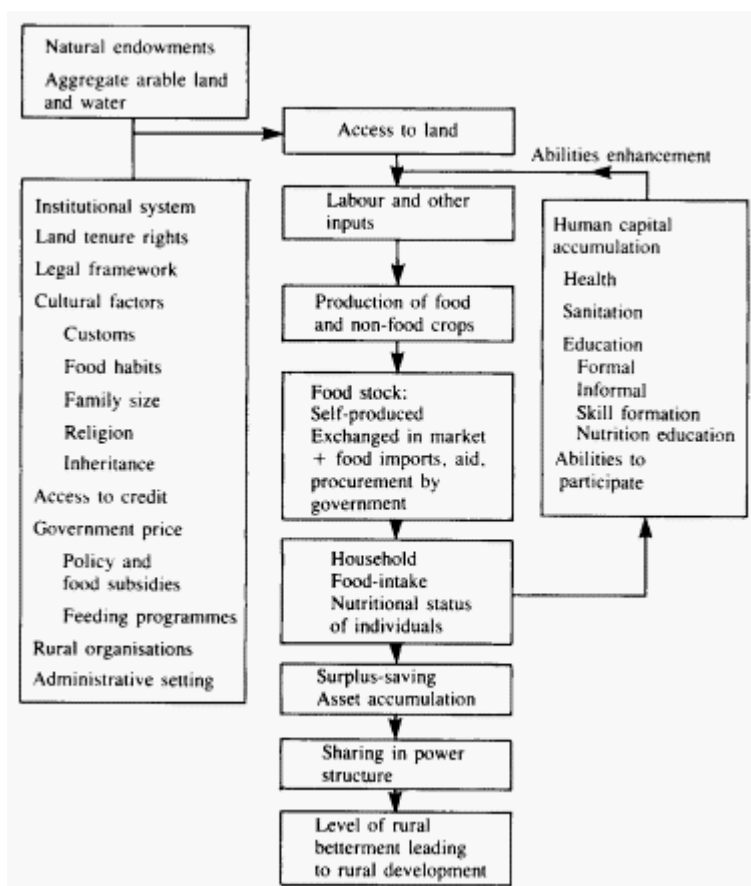 Natural endowments
Aggregate arable land
and water
Access to land
Abilities enhancement
Institutional system
Land tenure rights
Legal framework
Cultural factors
Customs
Food habits
Family size
Religion
Inheritance
Access to credit
Government price
Policy and
food subsidies
Feeding programmes
Rural organisations
Administrative setting
Labour and other
inputs
Production of food
and non-food crops
Food stock:
Self-produced
Exchanged in market
+ food imports, aid,
procurement by
government
Household
Food-intake
Nutritional status
of individuals
Surplus-saving
Asset accumulation
Sharing in power
structure
Level of rural
betterment leading
to rural development
Human capital
accumulation
Health
Sanitation
Education
Formal
Informal
Skill formation
Nutrition education
Abilities to
participate